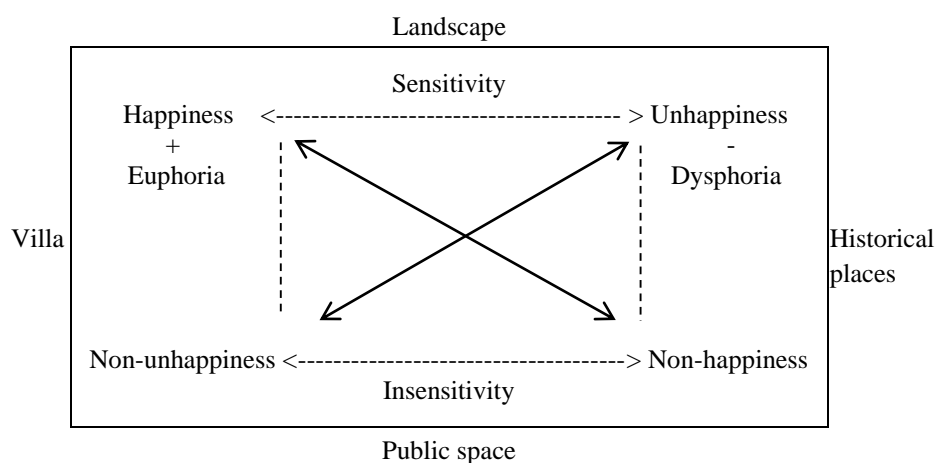 Landscape
Sensitivity
Happiness <----------------------------------- > Unhappiness
+ -
Euphoria Dysphoria
Villa Historical
places
Non-unhappiness <---------------------------------> Non-happiness
Insensitivity
Public space